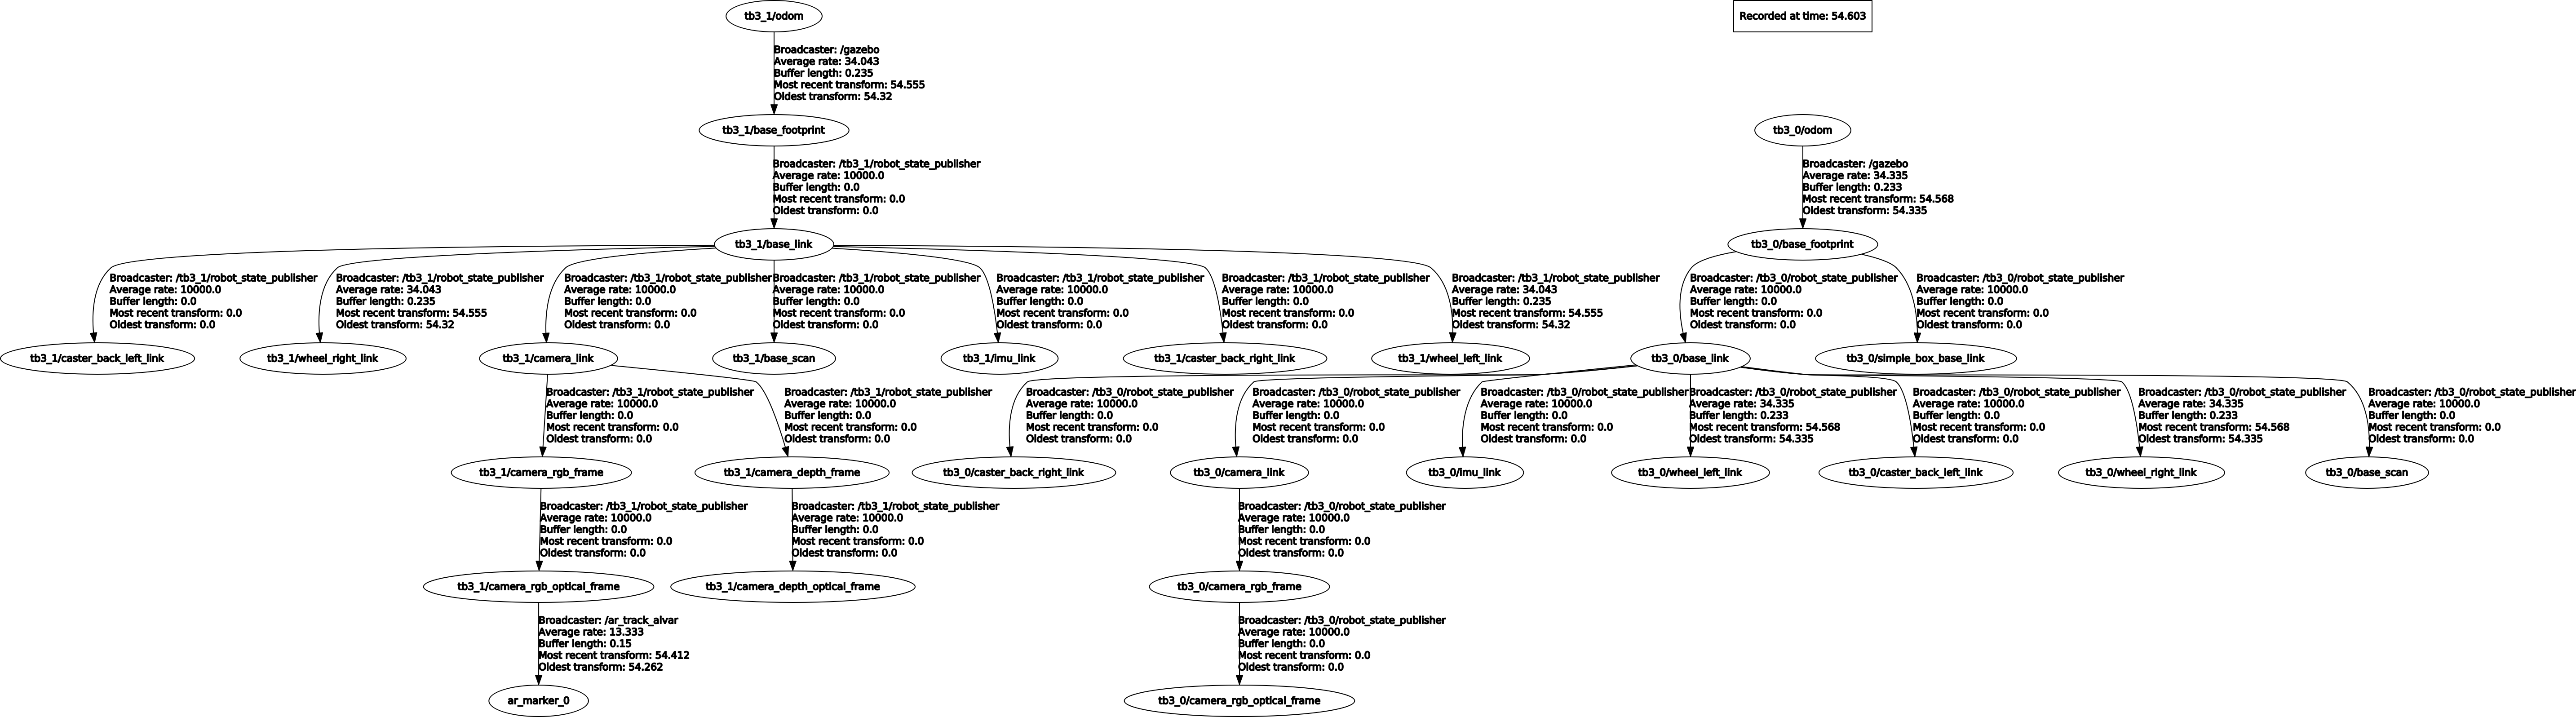 tb3_1/odom
Recorded at time: 54.603
Broadcaster: /gazebo
Average rate: 34.043
Buffer length: 0.235
Most recent transform: 54.555
Oldest transform: 54.32
tb3_1/base_footprint
tb3_0/odom
Broadcaster: /tb3_1/robot_state_publisher
Average rate: 10000.0
Buffer length: 0.0
Most recent transform: 0.0
Oldest transform: 0.0
Broadcaster: /gazebo
Average rate: 34.335
Buffer length: 0.233
Most recent transform: 54.568
Oldest transform: 54.335
tb3_1/base_link
tb3_0/base_footprint
Broadcaster: /tb3_1/robot_state_publisher
Average rate: 10000.0
Buffer length: 0.0
Most recent transform: 0.0
Oldest transform: 0.0
Broadcaster: /tb3_1/robot_state_publisher
Average rate: 34.043
Buffer length: 0.235
Most recent transform: 54.555
Oldest transform: 54.32
Broadcaster: /tb3_1/robot_state_publisher
Average rate: 10000.0
Buffer length: 0.0
Most recent transform: 0.0
Oldest transform: 0.0
Broadcaster: /tb3_1/robot_state_publisher
Average rate: 10000.0
Buffer length: 0.0
Most recent transform: 0.0
Oldest transform: 0.0
Broadcaster: /tb3_1/robot_state_publisher
Average rate: 10000.0
Buffer length: 0.0
Most recent transform: 0.0
Oldest transform: 0.0
Broadcaster: /tb3_1/robot_state_publisher
Average rate: 10000.0
Buffer length: 0.0
Most recent transform: 0.0
Oldest transform: 0.0
Broadcaster: /tb3_1/robot_state_publisher
Average rate: 34.043
Buffer length: 0.235
Most recent transform: 54.555
Oldest transform: 54.32
Broadcaster: /tb3_0/robot_state_publisher
Average rate: 10000.0
Buffer length: 0.0
Most recent transform: 0.0
Oldest transform: 0.0
Broadcaster: /tb3_0/robot_state_publisher
Average rate: 10000.0
Buffer length: 0.0
Most recent transform: 0.0
Oldest transform: 0.0
tb3_1/caster_back_left_link
tb3_1/wheel_right_link
tb3_1/camera_link
tb3_1/base_scan
tb3_1/imu_link
tb3_1/caster_back_right_link
tb3_1/wheel_left_link
tb3_0/base_link
tb3_0/simple_box_base_link
Broadcaster: /tb3_1/robot_state_publisher
Average rate: 10000.0
Buffer length: 0.0
Most recent transform: 0.0
Oldest transform: 0.0
Broadcaster: /tb3_1/robot_state_publisher
Average rate: 10000.0
Buffer length: 0.0
Most recent transform: 0.0
Oldest transform: 0.0
Broadcaster: /tb3_0/robot_state_publisher
Average rate: 10000.0
Buffer length: 0.0
Most recent transform: 0.0
Oldest transform: 0.0
Broadcaster: /tb3_0/robot_state_publisher
Average rate: 10000.0
Buffer length: 0.0
Most recent transform: 0.0
Oldest transform: 0.0
Broadcaster: /tb3_0/robot_state_publisher
Average rate: 10000.0
Buffer length: 0.0
Most recent transform: 0.0
Oldest transform: 0.0
Broadcaster: /tb3_0/robot_state_publisher
Average rate: 34.335
Buffer length: 0.233
Most recent transform: 54.568
Oldest transform: 54.335
Broadcaster: /tb3_0/robot_state_publisher
Average rate: 10000.0
Buffer length: 0.0
Most recent transform: 0.0
Oldest transform: 0.0
Broadcaster: /tb3_0/robot_state_publisher
Average rate: 34.335
Buffer length: 0.233
Most recent transform: 54.568
Oldest transform: 54.335
Broadcaster: /tb3_0/robot_state_publisher
Average rate: 10000.0
Buffer length: 0.0
Most recent transform: 0.0
Oldest transform: 0.0
tb3_1/camera_rgb_frame
tb3_1/camera_depth_frame
tb3_0/caster_back_right_link
tb3_0/camera_link
tb3_0/imu_link
tb3_0/wheel_left_link
tb3_0/caster_back_left_link
tb3_0/wheel_right_link
tb3_0/base_scan
Broadcaster: /tb3_1/robot_state_publisher
Average rate: 10000.0
Buffer length: 0.0
Most recent transform: 0.0
Oldest transform: 0.0
Broadcaster: /tb3_1/robot_state_publisher
Average rate: 10000.0
Buffer length: 0.0
Most recent transform: 0.0
Oldest transform: 0.0
Broadcaster: /tb3_0/robot_state_publisher
Average rate: 10000.0
Buffer length: 0.0
Most recent transform: 0.0
Oldest transform: 0.0
tb3_1/camera_rgb_optical_frame
tb3_1/camera_depth_optical_frame
tb3_0/camera_rgb_frame
Broadcaster: /ar_track_alvar
Average rate: 13.333
Buffer length: 0.15
Most recent transform: 54.412
Oldest transform: 54.262
Broadcaster: /tb3_0/robot_state_publisher
Average rate: 10000.0
Buffer length: 0.0
Most recent transform: 0.0
Oldest transform: 0.0
ar_marker_0
tb3_0/camera_rgb_optical_frame